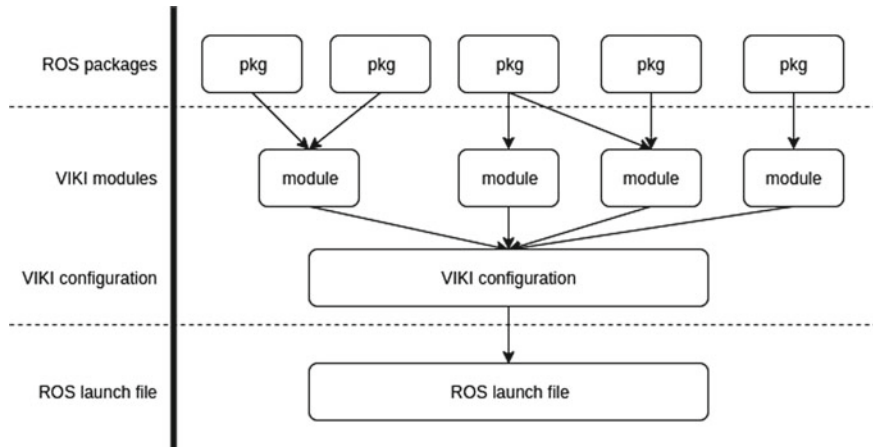 ROS packages
pkg
pkg
pkg
pkg
pkg
VIKI modules
module
module
module
module
VIKI configuration
VIKI configuration
ROS launch file
ROS launch file